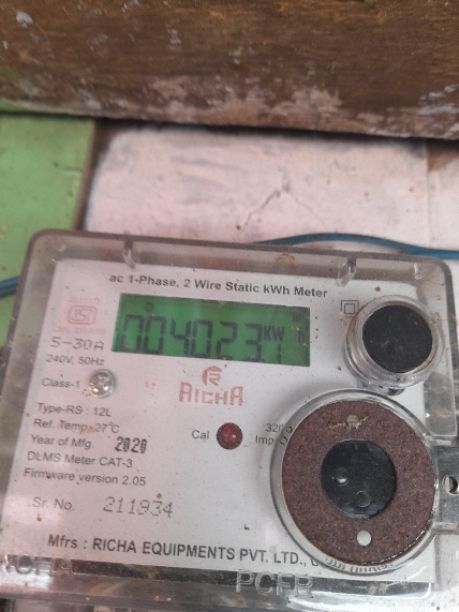 ac 1-Phase, 2 Wire Static kWh Meter
004023.1 KW
5-30A
240V, 50Hz
Class-1
RICHA
Type-RS : 12L
Ref. Temp. 27°C
Year of Mfg. 2020
DLMS Meter CAT-3
Firmware version 2.05
Cal
3200
Imp
Sr. No. 211934
Mfrs : RICHA EQUIPMENTS PVT. LTD.,